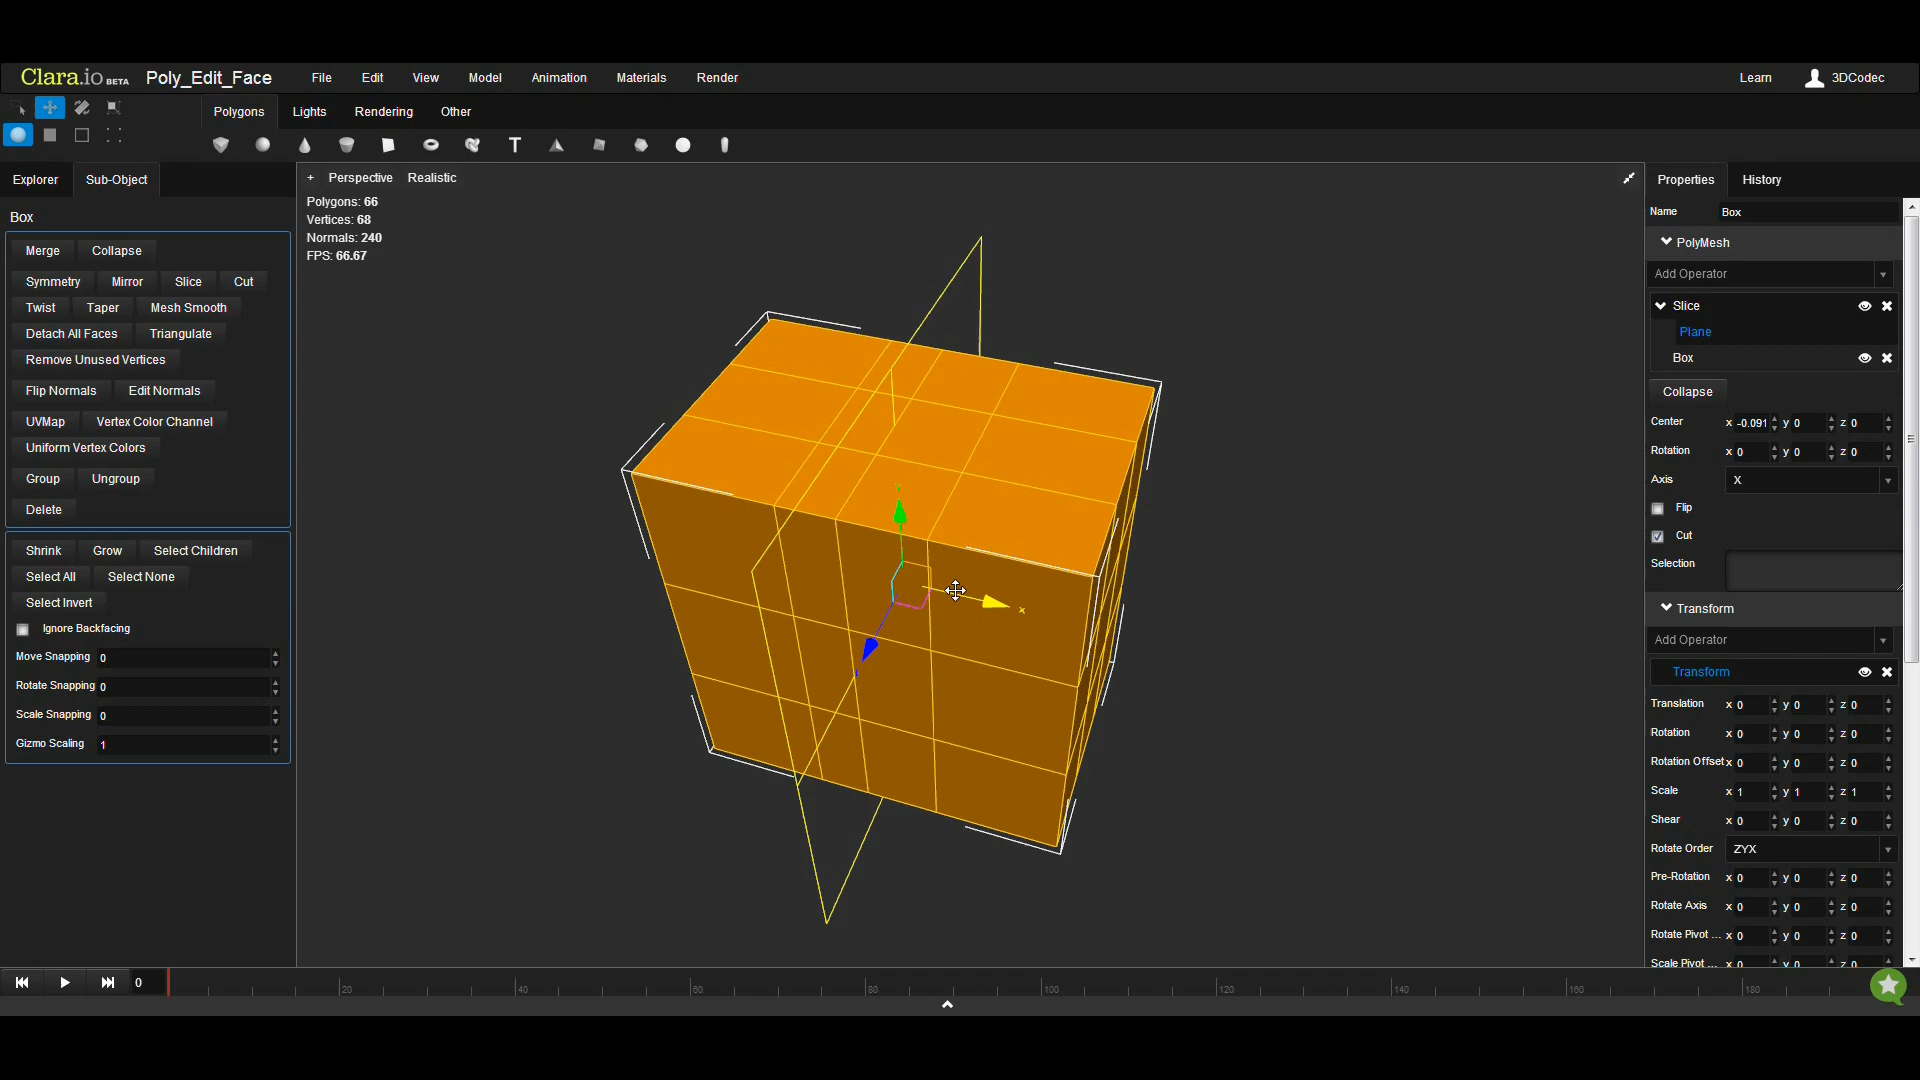 Clara.io BETA Poly_Edit_Face File Edit View Model Animation Materials Render Learn 3DCodec
Polygons Lights Rendering Other
Explorer Sub-Object
Box
Merge Collapse
Symmetry Mirror Slice Cut
Twist Taper Mesh Smooth
Detach All Faces Triangulate
Remove Unused Vertices
Flip Normals Edit Normals
UVMap Vertex Color Channel
Uniform Vertex Colors
Group Ungroup
Delete
Shrink Grow Select Children
Select All Select None
Select Invert
Ignore Backfacing
Move Snapping 0
Rotate Snapping 0
Scale Snapping 0
Gizmo Scaling 1
+ Perspective Realistic
Polygons: 66
Vertices: 68
Normals: 240
FPS: 66.67
x
Properties History
Name Box
PolyMesh
Add Operator
Slice
Plane
Box
Collapse
Center x -0.091 y 0 z 0
Rotation x 0 y 0 z 0
Axis X
Flip
Cut
Selection
Transform
Add Operator
Transform
Translation x 0 y 0 z 0
Rotation x 0 y 0 z 0
Rotation Offset x 0 y 0 z 0
Scale x 1 y 1 z 1
Shear x 0 y 0 z 0
Rotate Order ZYX
Pre-Rotation x 0 y 0 z 0
Rotate Axis x 0 y 0 z 0
Rotate Pivot ... x 0 y 0 z 0
Scale Pivot ... x 0 y 0 z 0
0 20 40 60 80 100 120 140 160 180